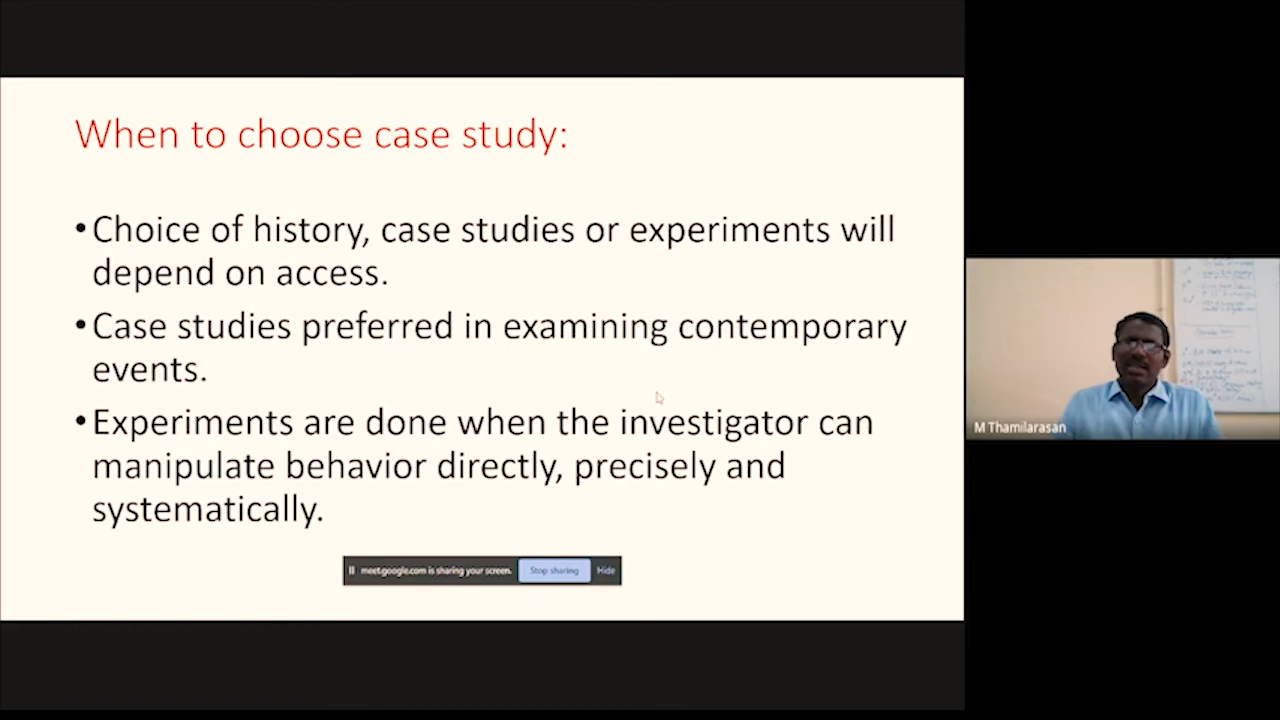 When to choose case study:
•Choice of history, case studies or experiments will
depend on access.
•Case studies preferred in examining contemporary
events.
•Experiments are done when the investigator can
manipulate behavior directly, precisely and
systematically.
meet.google.com is sharing your screen. Stop sharing Hide
M Thamilarasan